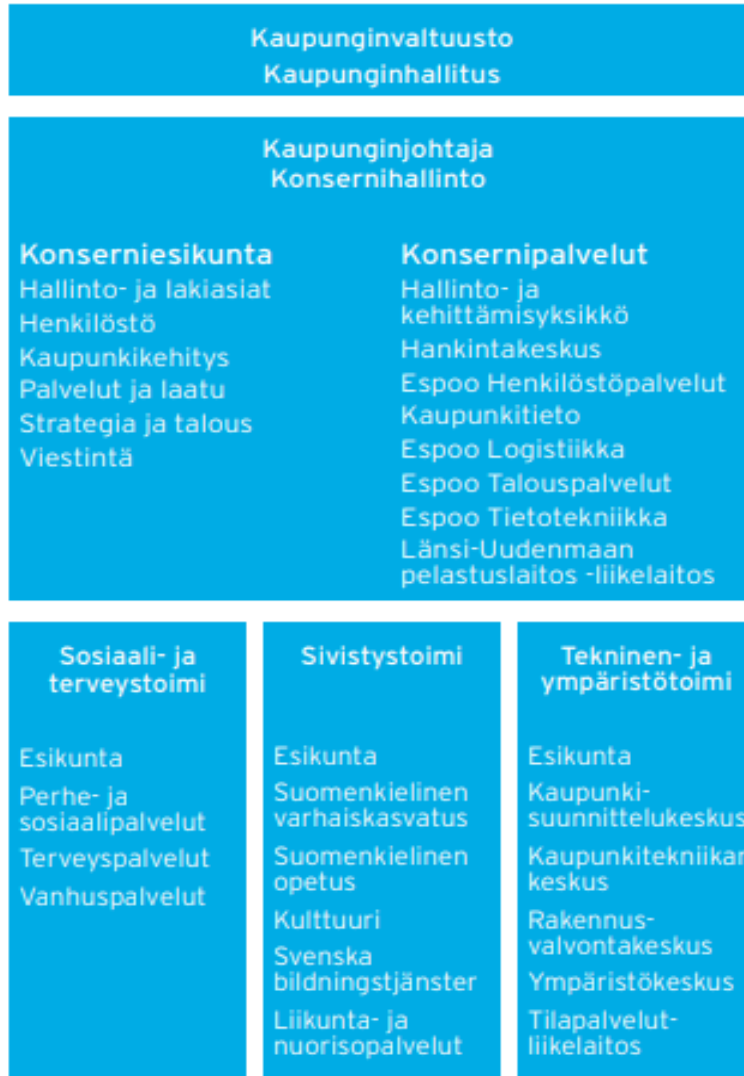 Kaupunginvaltuusto
Kaupunginhallitus
Kaupunginjohtaja
Konsernihallinto
Konserniesikunta
Hallinto- ja lakiasiat
Henkilöstö
Kaupunkikehitys
Palvelut ja laatu
Strategia ja talous
Viestintä
Konsernipalvelut
Hallinto- ja
kehittämisyksikkö
Hankintakeskus
Espoo Henkilöstöpalvelut
Kaupunkitieto
Espoo Logistiikka
Espoo Talouspalvelut
Espoo Tietotekniikka
Länsi-Uudenmaan
pelastuslaitos -liikelaitos
Sosiaali- ja
terveystoimi
Esikunta
Perhe- ja
sosiaalipalvelut
Terveyspalvelut
Vanhuspalvelut
Sivistystoimi
Esikunta
Suomenkielinen
varhaiskasvatus
Suomenkielinen
opetus
Kulttuuri
Svenska
bildningstjänster
Liikunta- ja
nuorisopalvelut
Tekninen- ja
ympäristötoimi
Esikunta
Kaupunki-
suunnittelukeskus
Kaupunkitekniikan
keskus
Rakennus-
valvontakeskus
Ympäristökeskus
Tilapalvelut-
liikelaitos